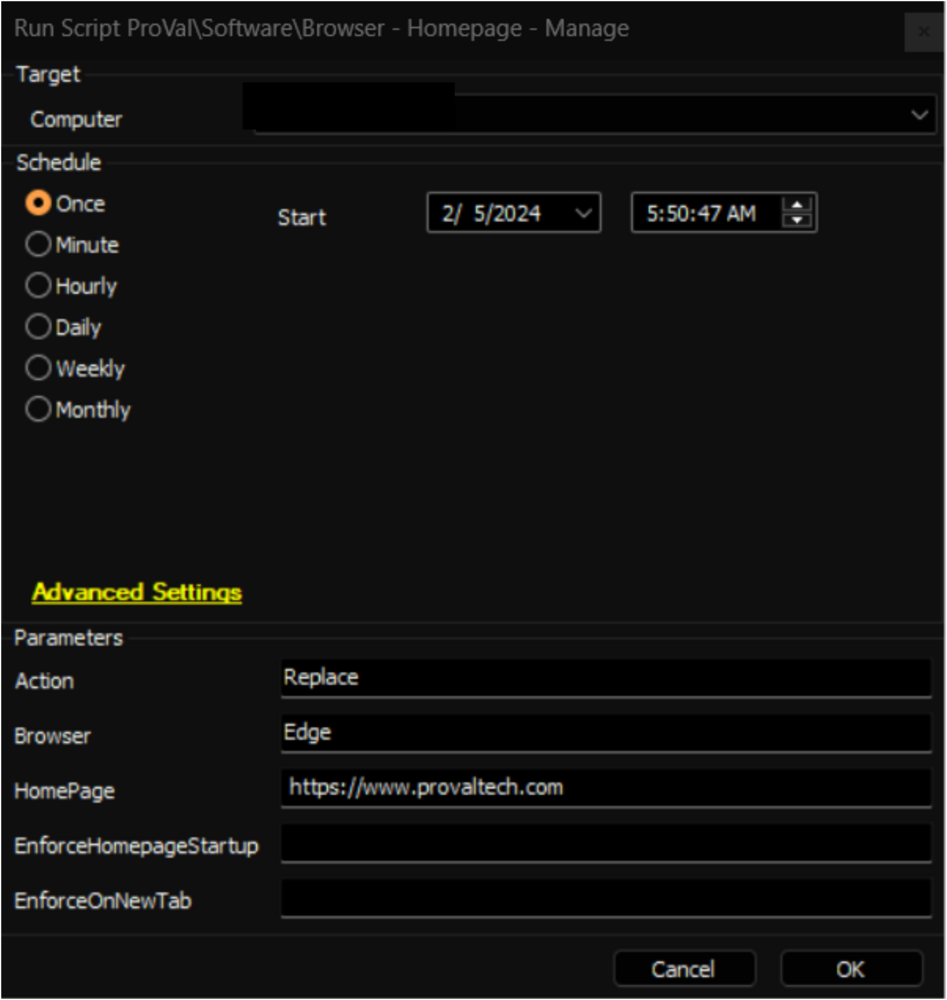 Run Script ProVal\Software\Browser - Homepage - Manage
Target
Computer
Schedule
Once
Start 2/ 5/2024 5:50:47 AM
Minute
Hourly
Daily
Weekly
Monthly
Advanced Settings
Parameters
Action Replace
Browser Edge
HomePage https://www.provaltech.com
EnforceHomepageStartup
EnforceOnNewTab
Cancel OK